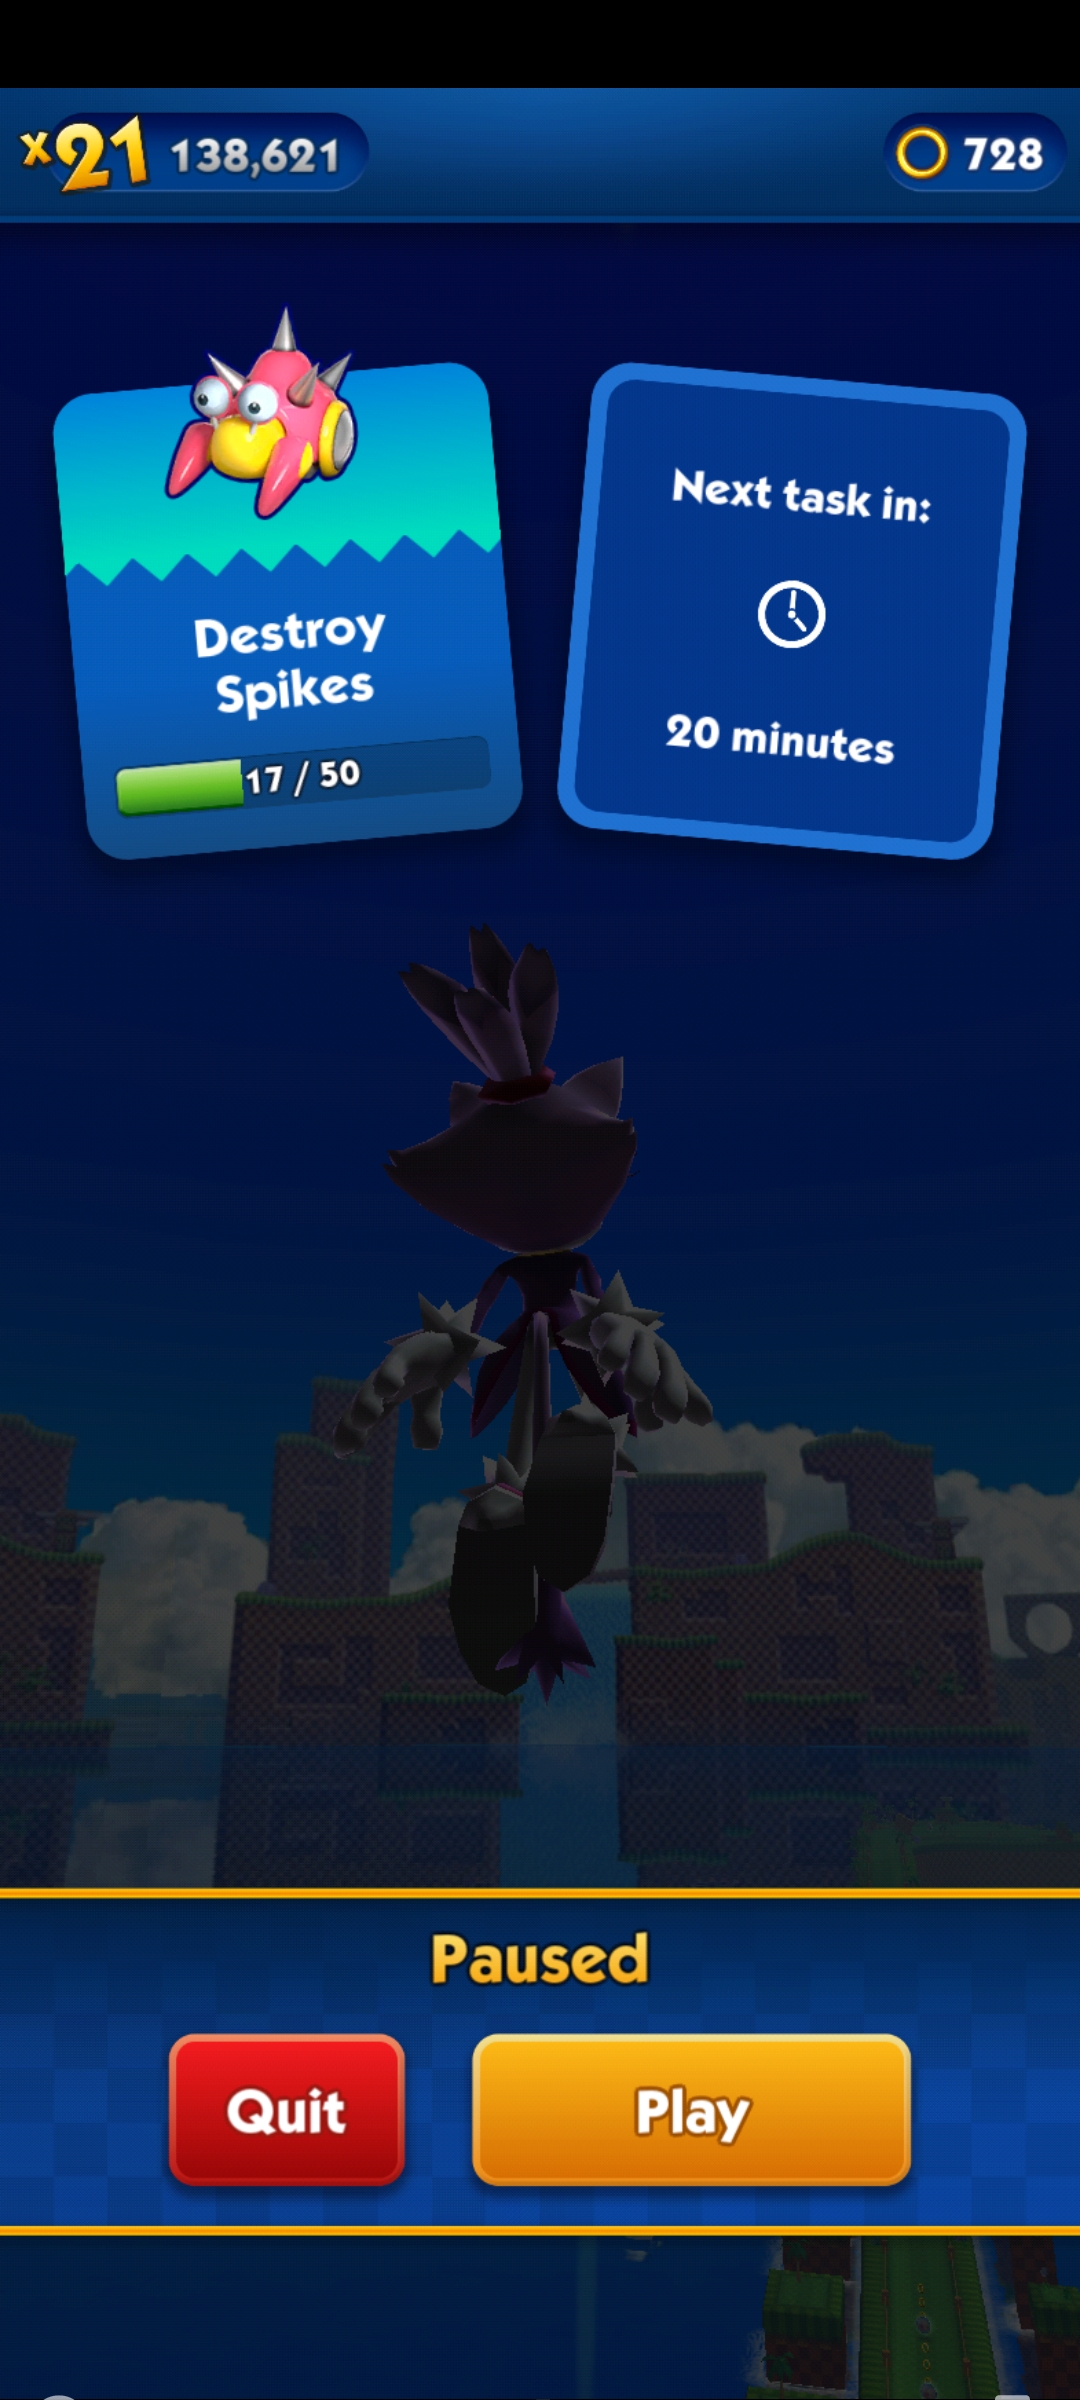 x21 138,621
728
Destroy
Spikes
17 / 50
Next task in:
20 minutes
Paused
Quit
Play